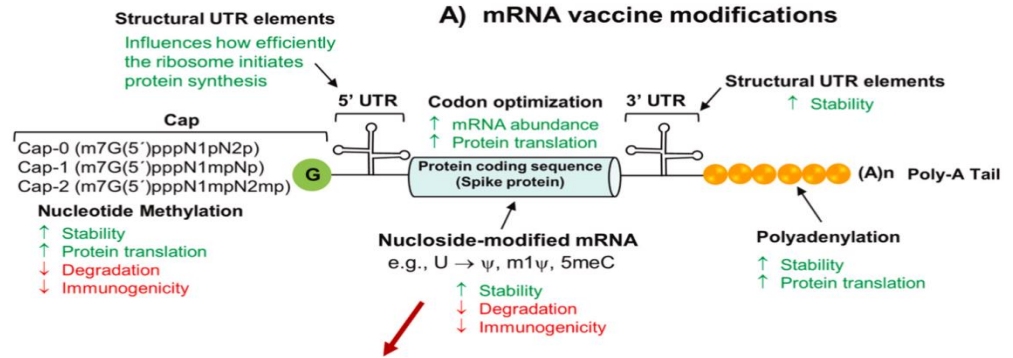 A) mRNA vaccine modifications
Structural UTR elements
Influences how efficiently
the ribosome initiates
protein synthesis
5' UTR
Codon optimization
↑ mRNA abundance
↑ Protein translation
3' UTR
Structural UTR elements
↑ Stability
Cap
Cap-0 (m7G(5´)pppN1pN2p)
Cap-1 (m7G(5´)pppN1mpNp)
Cap-2 (m7G(5´)pppN1mpN2mp)
G
Protein coding sequence
(Spike protein)
(A)n Poly-A Tail
Nucleotide Methylation
↑ Stability
↑ Protein translation
↓ Degradation
↓ Immunogenicity
Nucloside-modified mRNA
e.g., U → ψ, m1ψ, 5meC
↑ Stability
↓ Degradation
↓ Immunogenicity
Polyadenylation
↑ Stability
↑ Protein translation